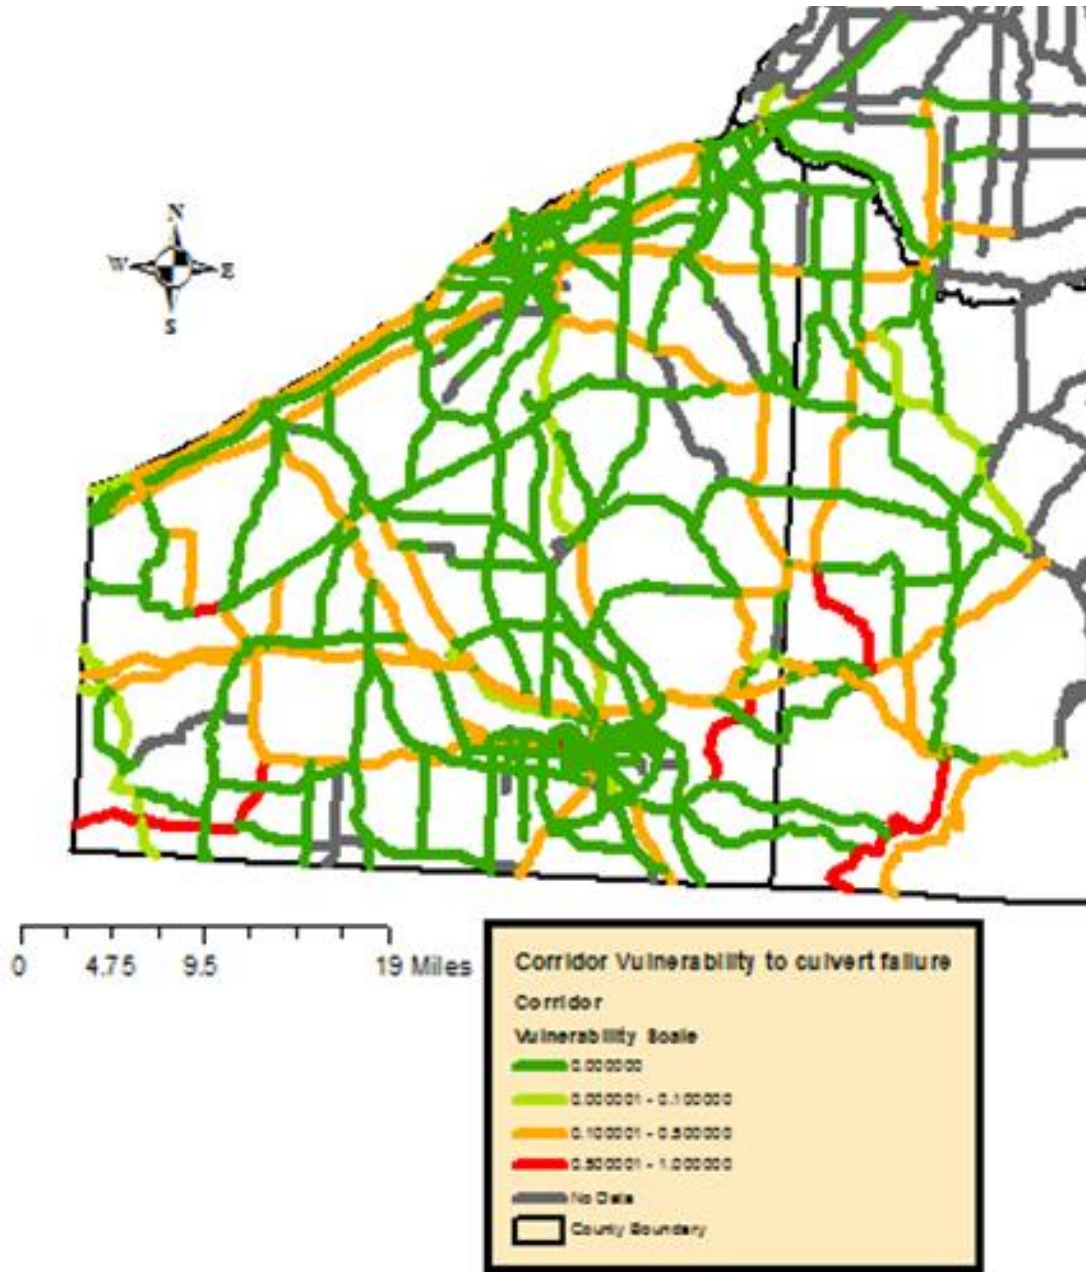 N
W E
S
0 4.75 9.5 19 Miles
Corridor Vulnerability to culvert failure
Corridor
Vulnerability Scale
0.000000
0.000001 - 0.100000
0.100001 - 0.500000
0.500001 - 1.000000
No Data
County Boundary